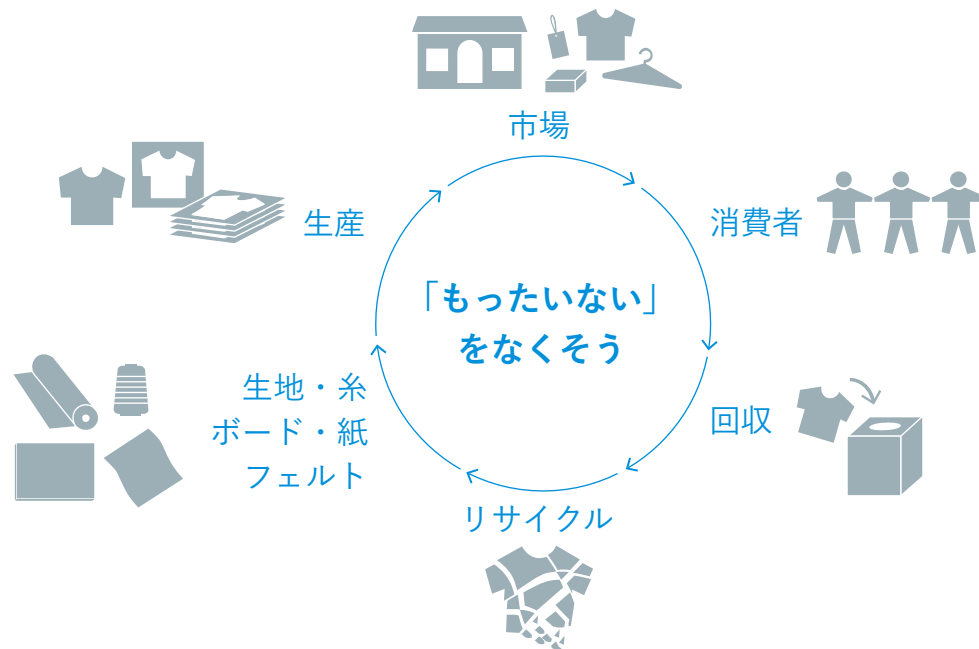 市場
消費者
回収
リサイクル
生地・糸
ボード・紙
フェルト
生産
「もったいない」
をなくそう